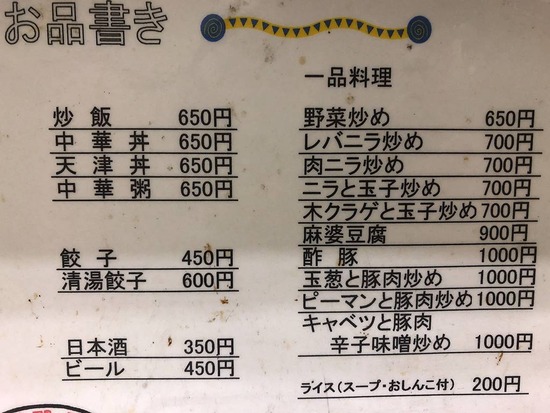 お品書き
炒飯 650円
中華丼 650円
天津丼 650円
中華粥 650円
餃子 450円
清湯餃子 600円
日本酒 350円
ビール 450円
一品料理
野菜炒め 650円
レバニラ炒め 700円
肉ニラ炒め 700円
ニラと玉子炒め 700円
木クラゲと玉子炒め 700円
麻婆豆腐 900円
酢豚 1000円
玉葱と豚肉炒め 1000円
ピーマンと豚肉炒め 1000円
キャベツと豚肉
辛子味噌炒め 1000円
ライス(スープ・おしんこ付) 200円